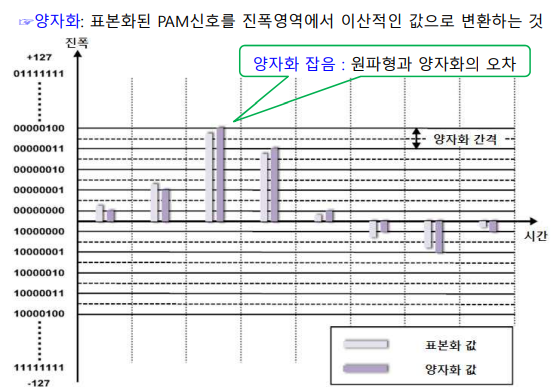 ☞양자화: 표본화된 PAM신호를 진폭영역에서 이산적인 값으로 변환하는 것
+127
진폭
01111111
양자화 잡음 : 원파형과 양자화의 오차
00000100
양자화 간격
00000011
00000010
00000001
00000000
시간
10000000
10000001
10000010
10000011
10000100
표본화 값
양자화 값
11111111
-127